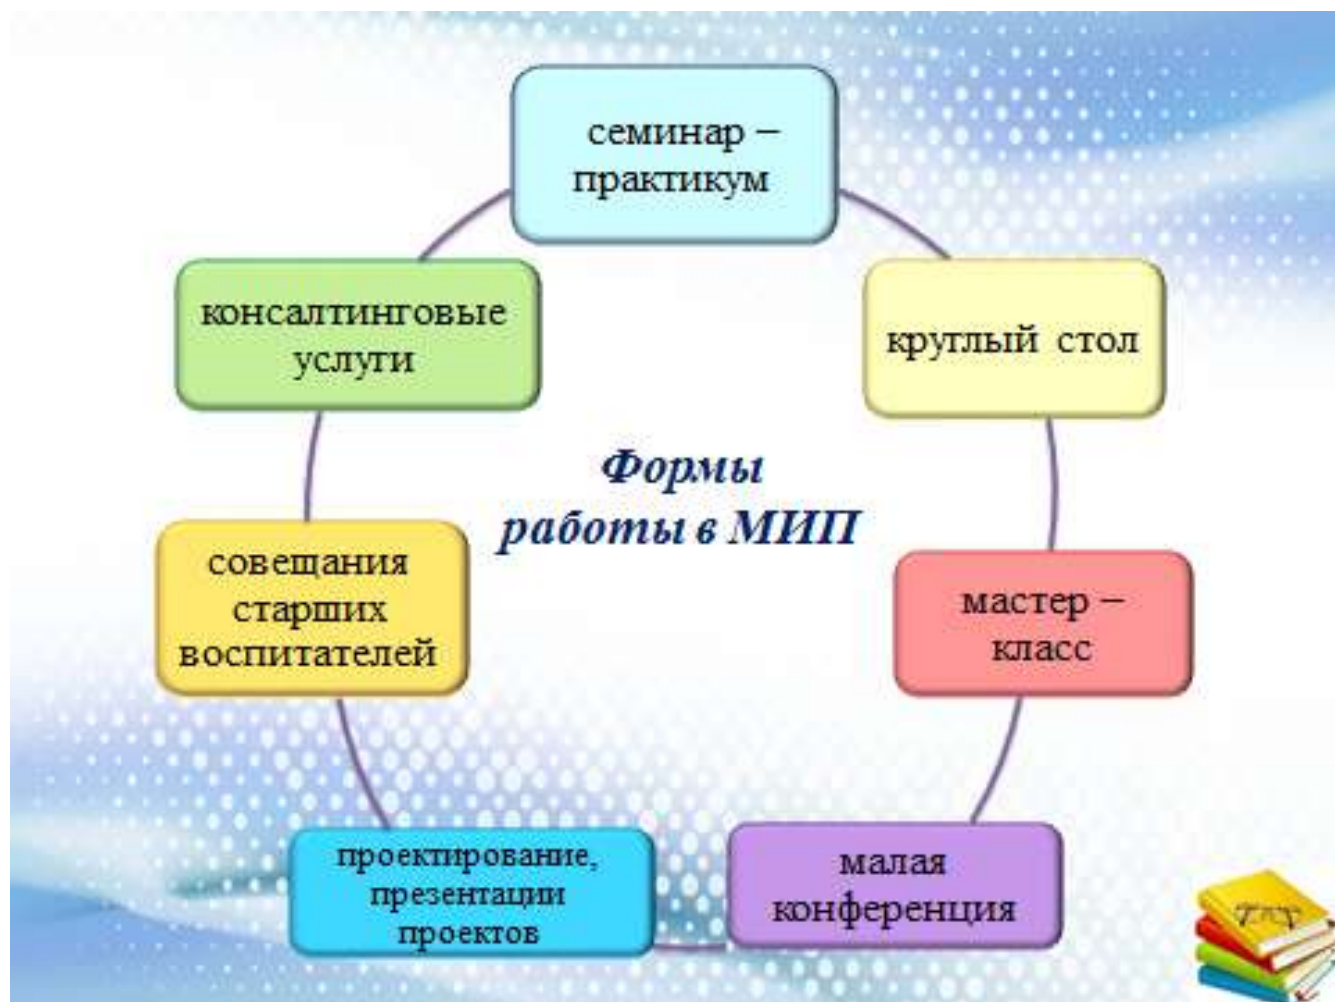 семинар –
практикум
круглый стол
мастер –
класс
малая
конференция
проектирование,
презентации
проектов
совещания
старших
воспитателей
консалтинговые
услуги
Формы
работы в МИП